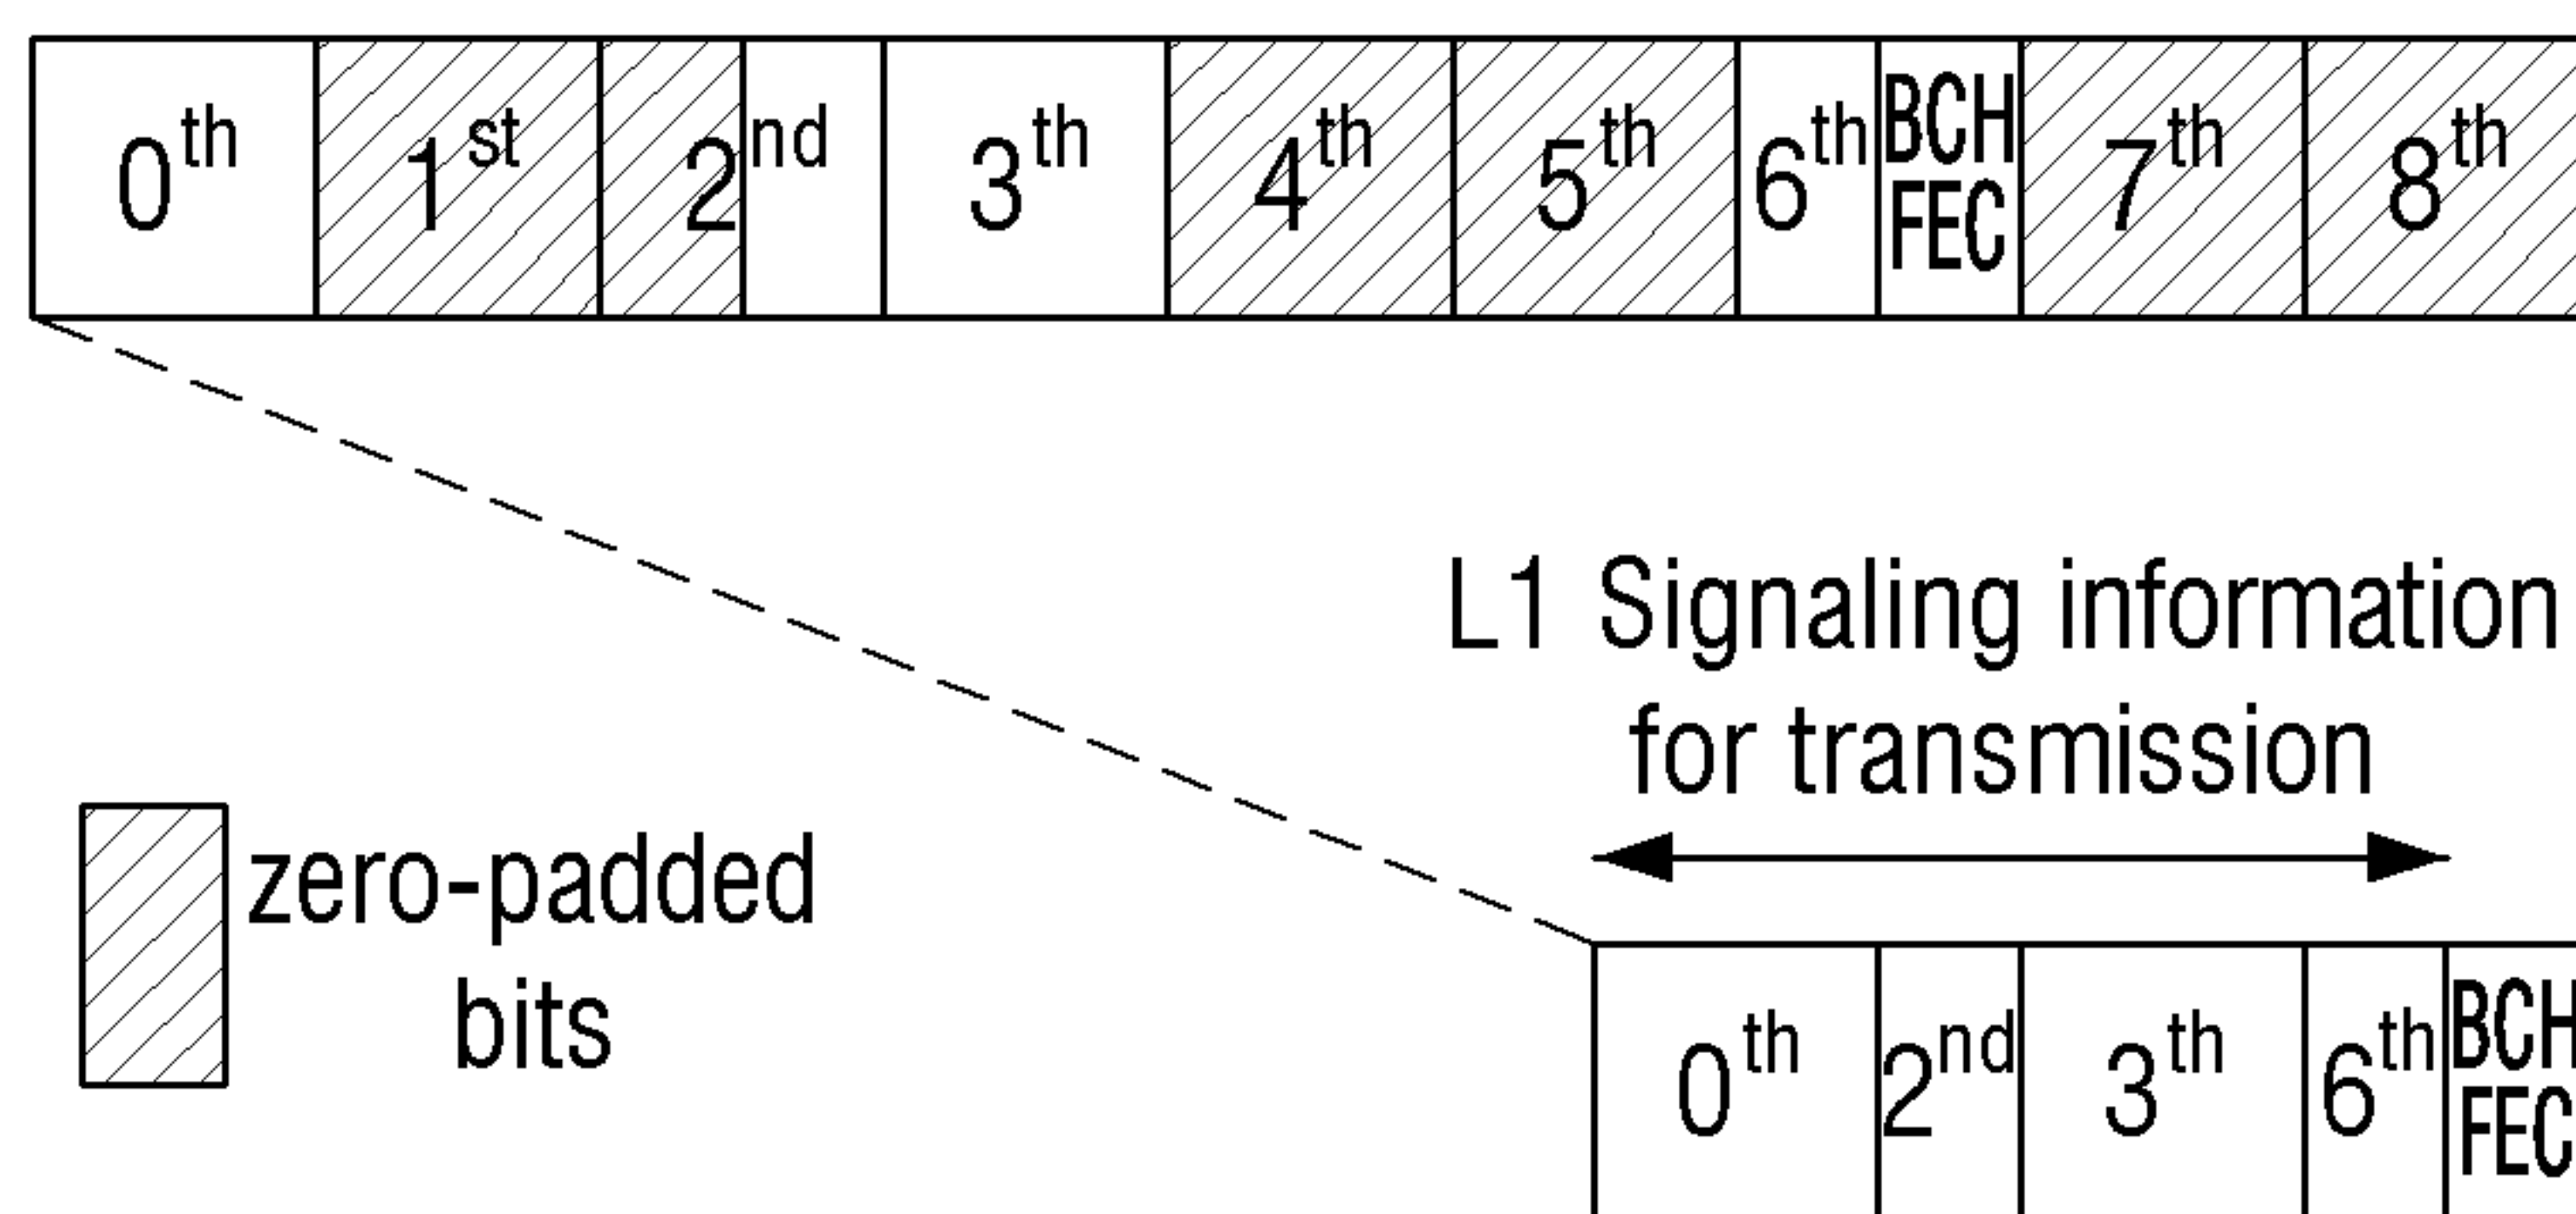 0th 1st 2nd 3th 4th 5th 6th BCH FEC 7th 8th
L1 Signaling information
for transmission
zero-padded
bits
0th 2nd 3th 6th BCH FEC